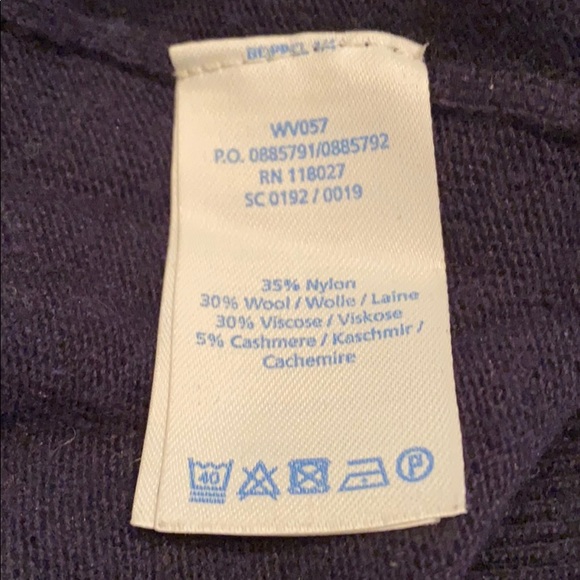 WV057
P.O. 0885791/0885792
RN 118027
SC 0192 / 0019
35% Nylon
30% Wool / Wolle / Laine
30% Viscose / Viskose
5% Cashmere / Kaschmir /
Cachemire
40 P